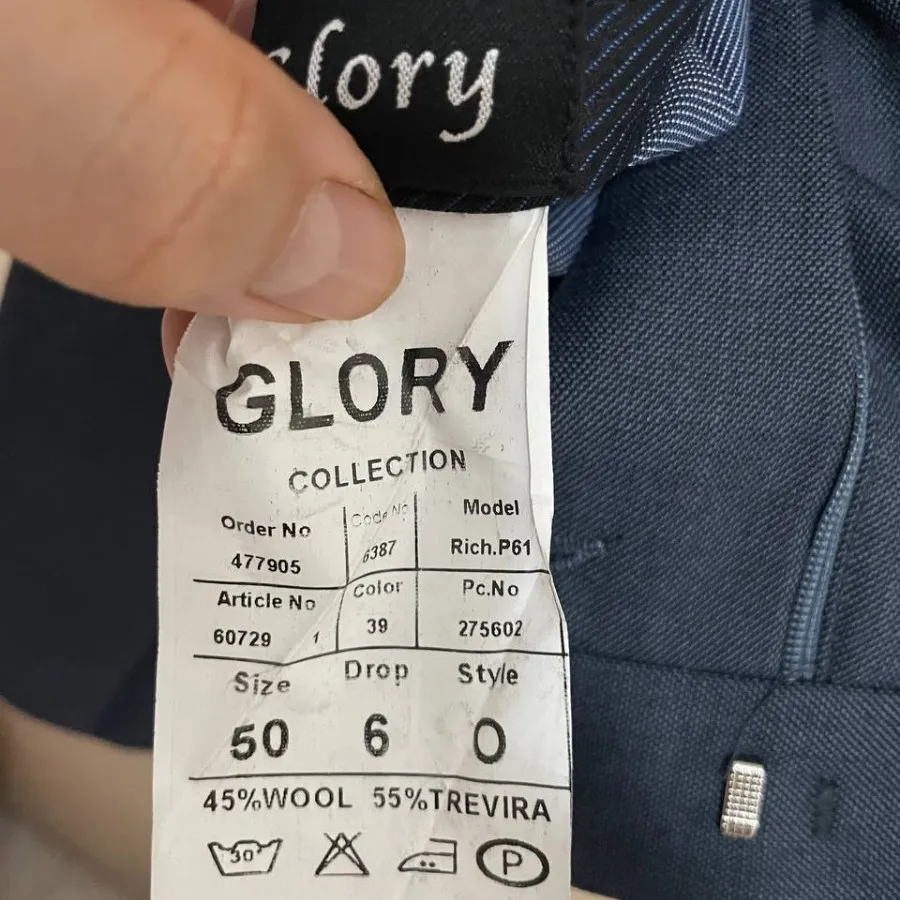 Glory
GLORY
COLLECTION
Order No Code No Model
477905 6387 Rich.P61
Article No Color Pc.No
60729 1 39 275602
Size Drop Style
50 6 0
45%WOOL 55%TREVIRA
30° P